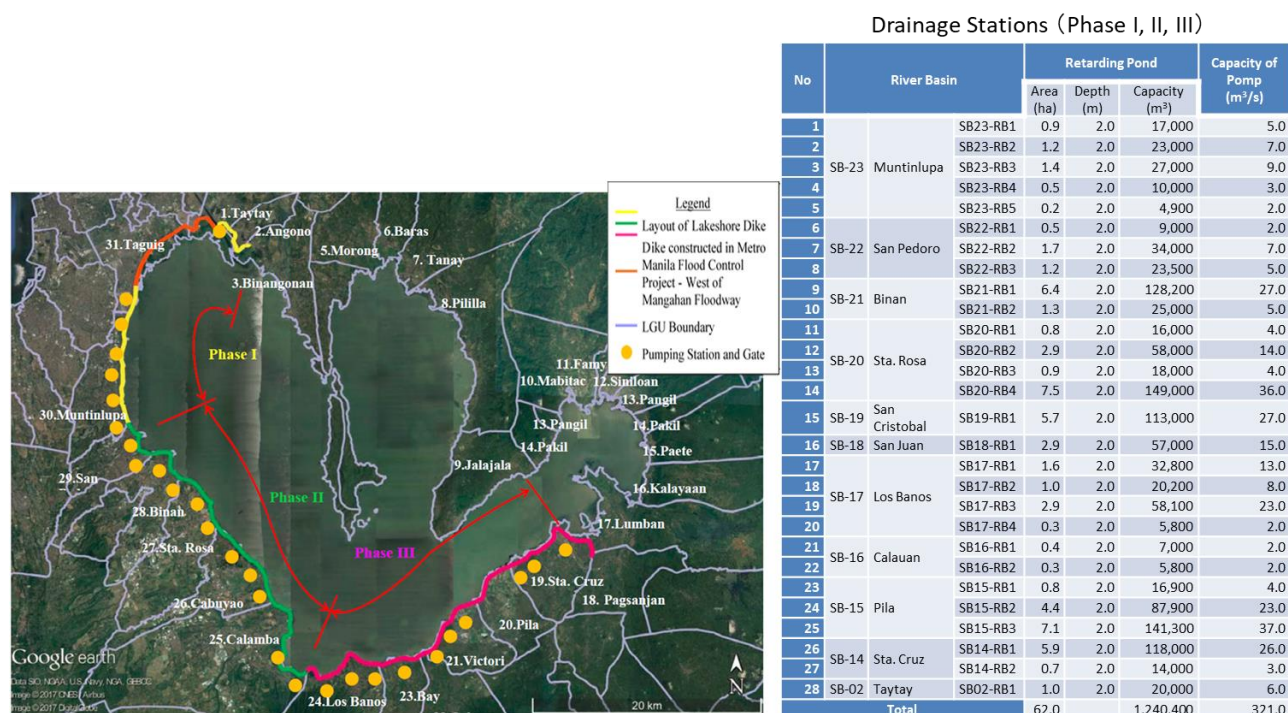 Drainage Stations (Phase I, II, III)
No River Basin Retarding Pond Capacity of Pomp (m³/s)
Area (ha) Depth (m) Capacity (m³)
1 SB-23 Muntinlupa SB23-RB1 0.9 2.0 17,000 5.0
2 SB23-RB2 1.2 2.0 23,000 7.0
3 SB23-RB3 1.4 2.0 27,000 9.0
4 SB23-RB4 0.5 2.0 10,000 3.0
5 SB23-RB5 0.2 2.0 4,900 2.0
6 SB-22 San Pedoro SB22-RB1 0.5 2.0 9,000 2.0
7 SB22-RB2 1.7 2.0 34,000 7.0
8 SB22-RB3 1.2 2.0 23,500 5.0
9 SB-21 Binan SB21-RB1 6.4 2.0 128,200 27.0
10 SB21-RB2 1.3 2.0 25,000 5.0
11 SB-20 Sta. Rosa SB20-RB1 0.8 2.0 16,000 4.0
12 SB20-RB2 2.9 2.0 58,000 14.0
13 SB20-RB3 0.9 2.0 18,000 4.0
14 SB20-RB4 7.5 2.0 149,000 36.0
15 SB-19 San Cristobal SB19-RB1 5.7 2.0 113,000 27.0
16 SB-18 San Juan SB18-RB1 2.9 2.0 57,000 15.0
17 SB-17 Los Banos SB17-RB1 1.6 2.0 32,800 13.0
18 SB17-RB2 1.0 2.0 20,200 8.0
19 SB17-RB3 2.9 2.0 58,100 23.0
20 SB17-RB4 0.3 2.0 5,800 2.0
21 SB-16 Calauan SB16-RB1 0.4 2.0 7,000 2.0
22 SB16-RB2 0.3 2.0 5,800 2.0
23 SB-15 Pila SB15-RB1 0.8 2.0 16,900 4.0
24 SB15-RB2 4.4 2.0 87,900 23.0
25 SB15-RB3 7.1 2.0 141,300 37.0
26 SB-14 Sta. Cruz SB14-RB1 5.9 2.0 118,000 26.0
27 SB14-RB2 0.7 2.0 14,000 3.0
28 SB-02 Taytay SB02-RB1 1.0 2.0 20,000 6.0
Total 62.0 1,240,400 321.0
Legend
Layout of Lakeshore Dike
Dike constructed in Metro
Manila Flood Control
Project - West of
Mangahan Floodway
LGU Boundary
Pumping Station and Gate
1.Taytay
2.Angono
31.Taguig
5.Morong
6.Baras
7. Tanay
3.Binangonan
8.Pililla
Phase I
11.Famy
10.Mabitac 12.Siniloan
13.Pangil
30.Muntinlupa
13.Pangil 14.Pakil
14.Pakil 15.Paete
9.Jalajala
29.San
16.Kalayaan
Phase II
28.Binan
17.Lumban
27.Sta. Rosa
Phase III
19.Sta. Cruz
26.Cabuyao
18. Pagsanjan
20.Pila
25.Calamba
21.Victori
Google earth
23.Bay
24.Los Banos
Data SIO, NOAA, U.S. Navy, NGA, GEBCO
Image © 2017 CNES / Airbus
Image © 2017 DigitalGlobe
N
20 km